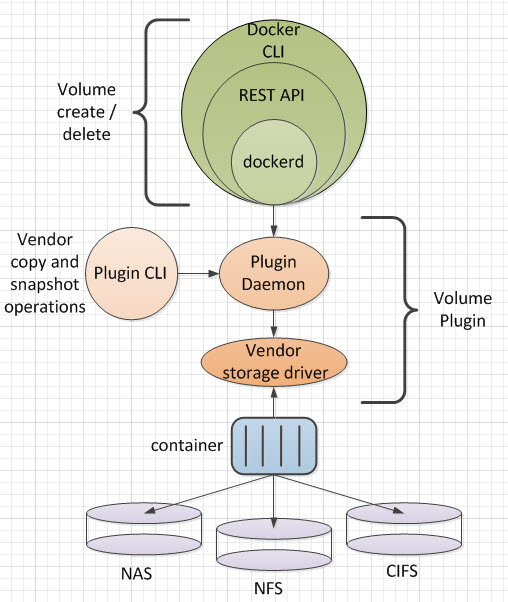 Docker
CLI
Volume
create /
delete
REST API
dockerd
Vendor
copy and
snapshot
operations
Plugin CLI
Plugin
Daemon
Volume
Plugin
Vendor
storage driver
container
NAS
NFS
CIFS